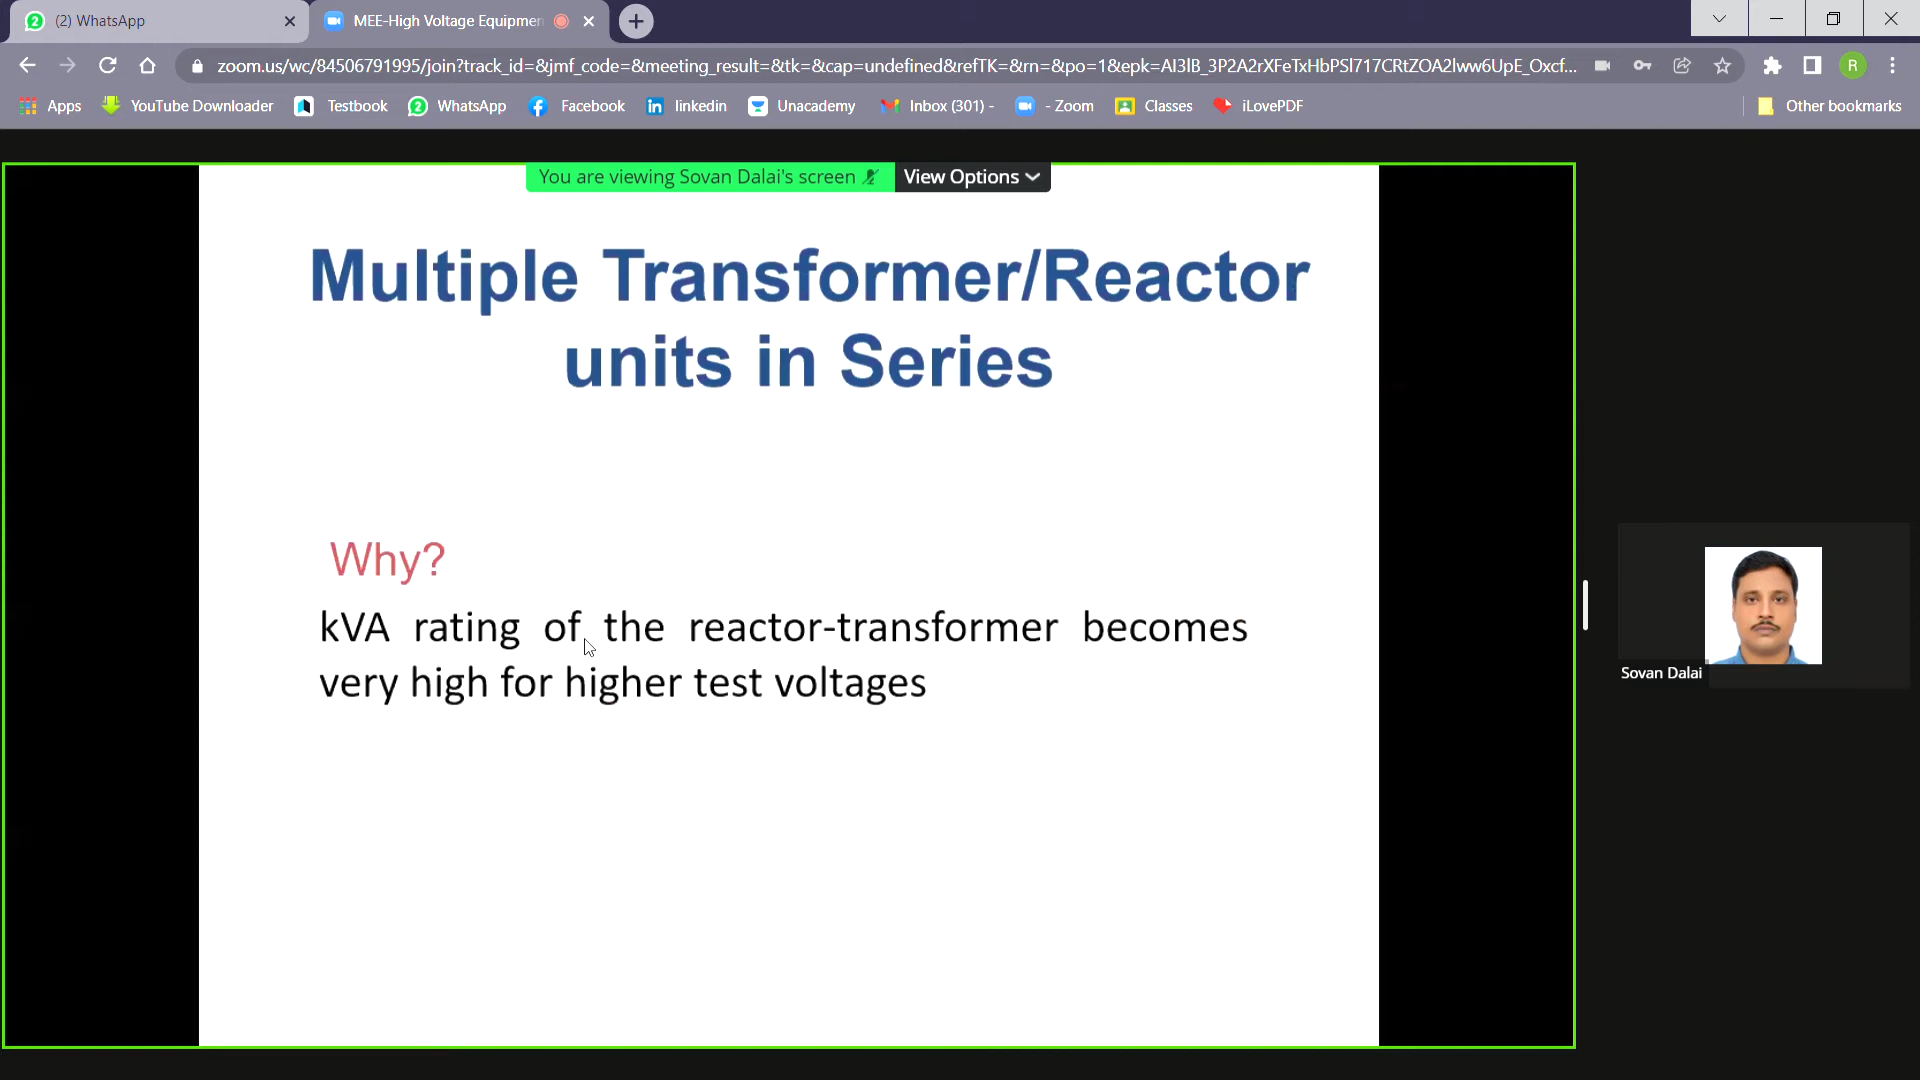 (2) WhatsApp
MEE-High Voltage Equipmen
zoom.us/wc/84506791995/join?track_id=&jmf_code=&meeting_result=&tk=&cap=undefined&refTK=&rn=&po=1&epk=AI3lB_3P2A2rXFeTxHbPSl717CRtZOA2lww6UpE_Oxcf...
R
Apps YouTube Downloader Testbook WhatsApp Facebook linkedin Unacademy Inbox (301) - - Zoom Classes iLovePDF Other bookmarks
You are viewing Sovan Dalai's screen View Options
Multiple Transformer/Reactor
units in Series
Why?
kVA rating of the reactor-transformer becomes
very high for higher test voltages
Sovan Dalai